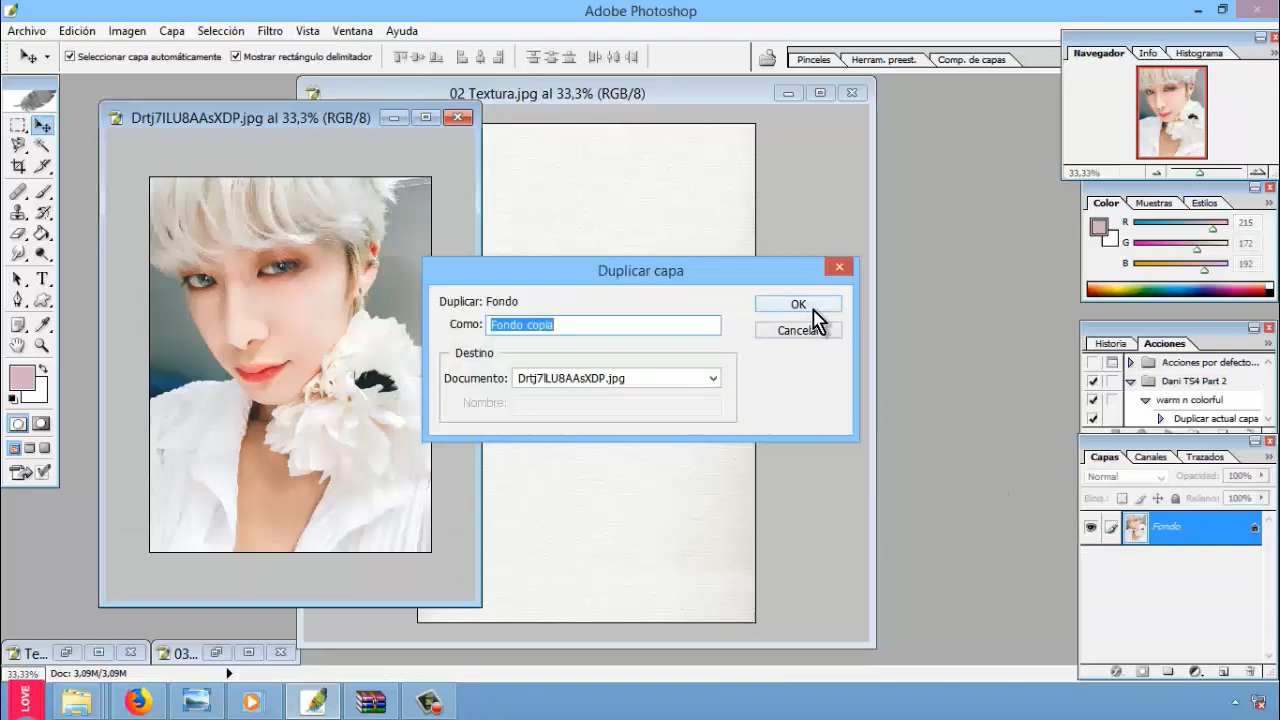 Adobe Photoshop
Archivo Edición Imagen Capa Selección Filtro Vista Ventana Ayuda
Seleccionar capa automáticamente Mostrar rectángulo delimitador
Pinceles Herram. preest. Comp. de capas
Navegador Info Histograma
33,33%
02 Textura.jpg al 33,3% (RGB/8)
Drtj7ILU8AAsXDP.jpg al 33,3% (RGB/8)
Color Muestras Estilos
R 215
G 172
B 192
Duplicar capa
Duplicar: Fondo
Como: Fondo copia
OK
Cancelar
Destino
Documento: Drtj7ILU8AAsXDP.jpg
Nombre:
Historia Acciones
Acciones por defecto...
Dani TS4 Part 2
warm n colorful
Duplicar actual capa
Capas Canales Trazados
Normal Opacidad: 100%
Bloq.: Relleno: 100%
Fondo
Te... 03...
33,33% Doc: 3,09M/3,09M
LOVE